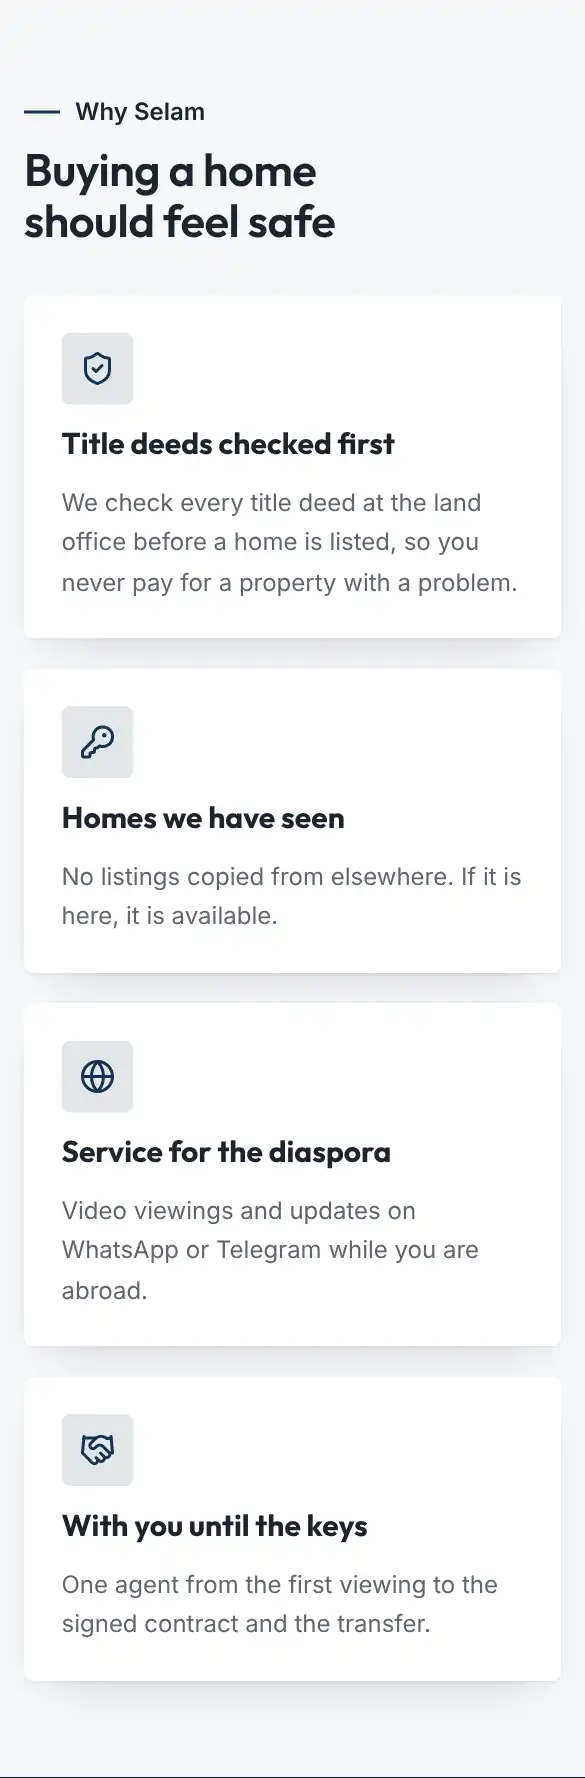 Why Selam
Buying a home
should feel safe
Title deeds checked first
We check every title deed at the land
office before a home is listed, so you
never pay for a property with a problem.
Homes we have seen
No listings copied from elsewhere. If it is
here, it is available.
Service for the diaspora
Video viewings and updates on
WhatsApp or Telegram while you are
abroad.
With you until the keys
One agent from the first viewing to the
signed contract and the transfer.